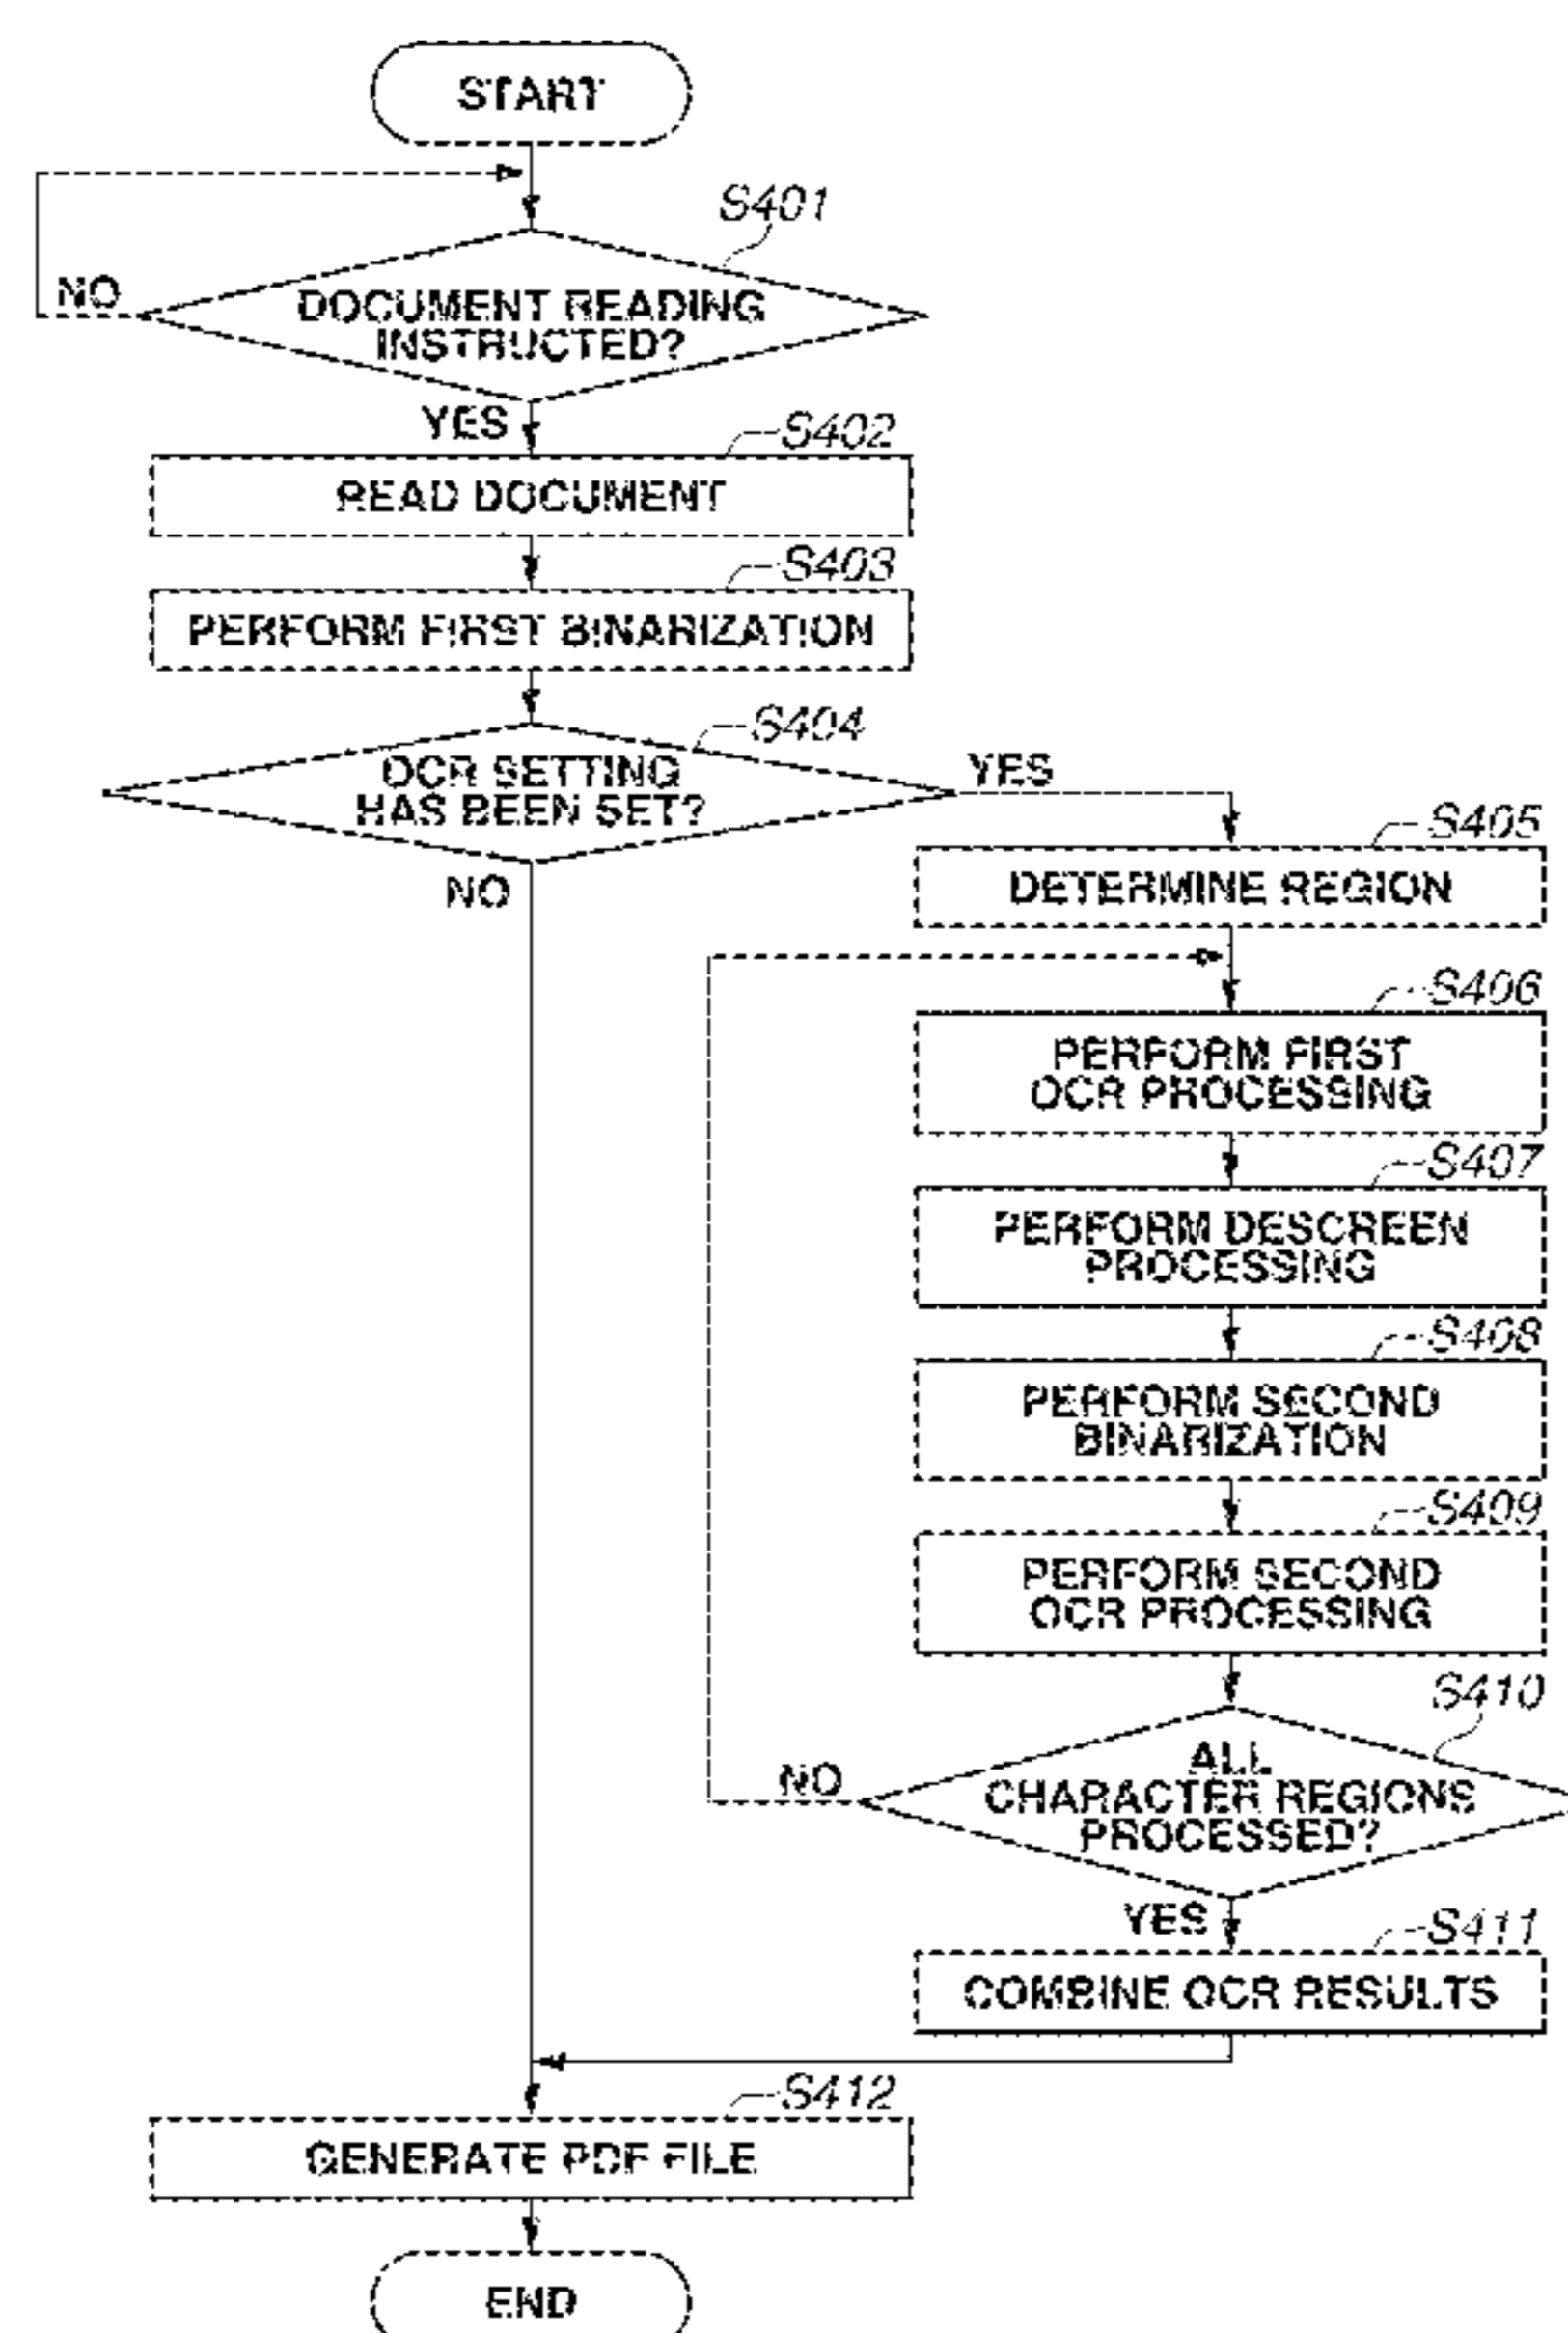 START
S401
NO
DOCUMENT READING
INSTRUCTED?
YES
S402
READ DOCUMENT
S403
PERFORM FIRST BINARIZATION
S404
OCR SETTING
HAS BEEN SET?
YES
NO
S405
DETERMINE REGION
S406
PERFORM FIRST
OCR PROCESSING
S407
PERFORM DESCREEN
PROCESSING
S408
PERFORM SECOND
BINARIZATION
S409
PERFORM SECOND
OCR PROCESSING
S410
NO
ALL
CHARACTER REGIONS
PROCESSED?
YES
S411
COMBINE OCR RESULTS
S412
GENERATE PDF FILE
END